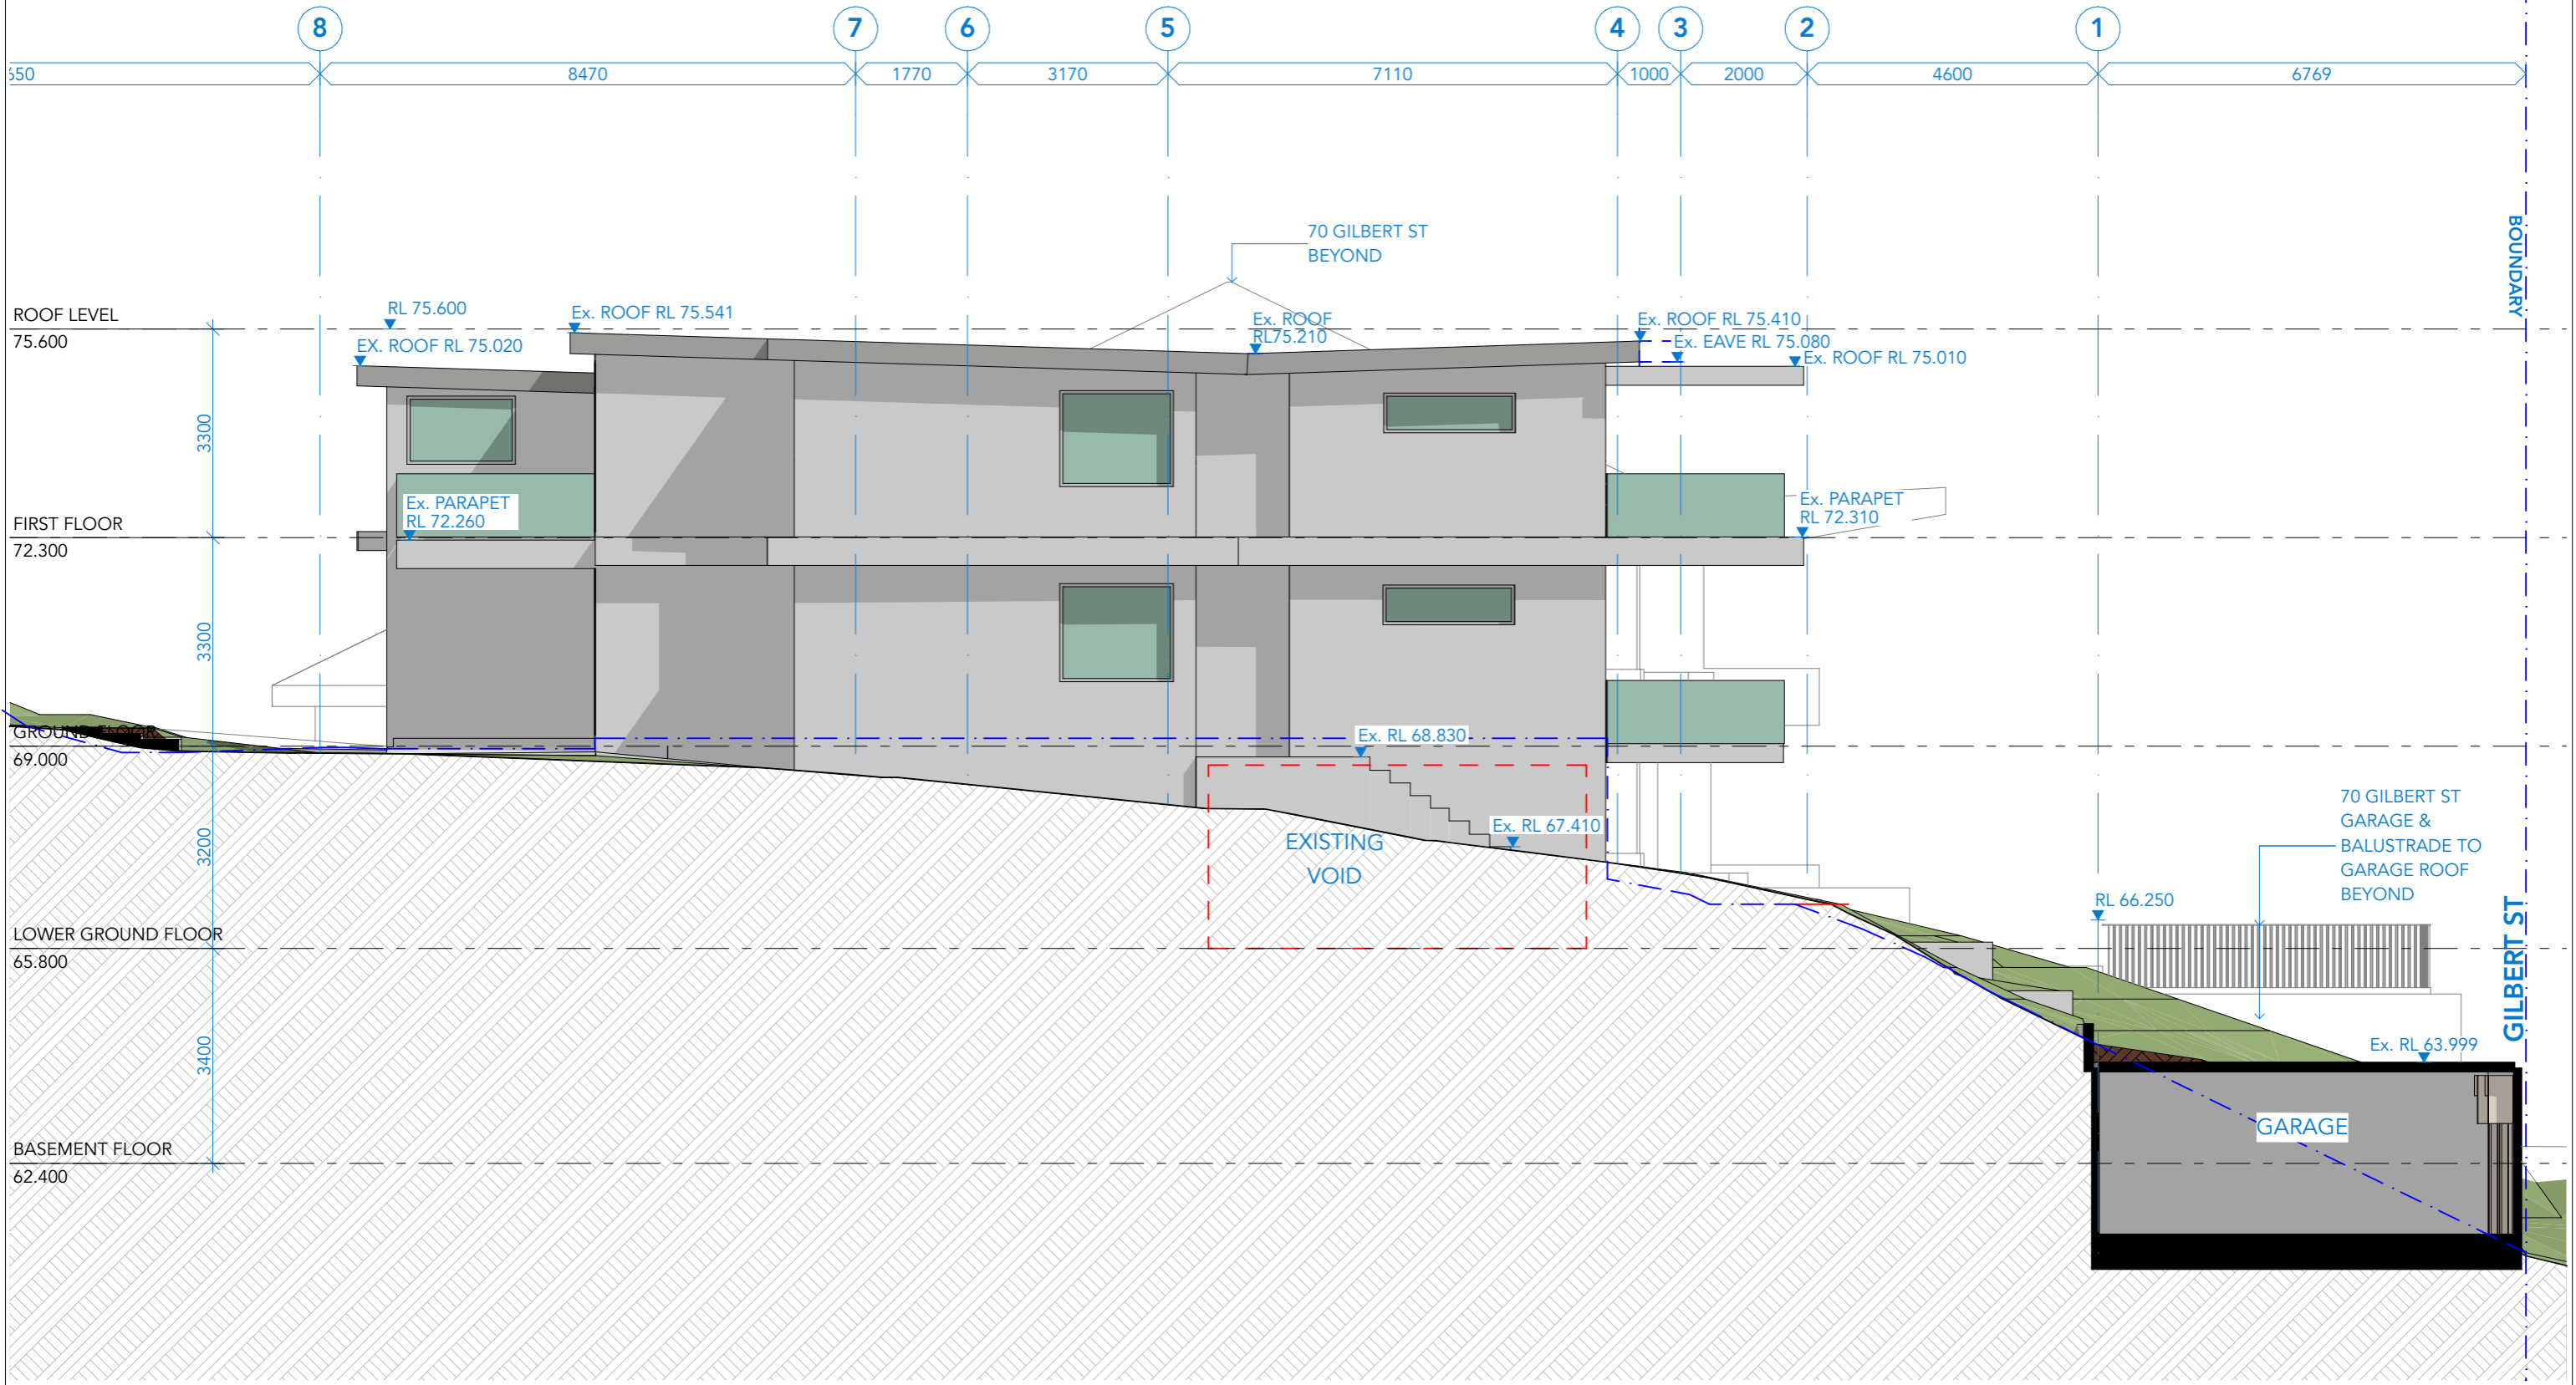 8
7
6
5
4
3
2
1
650
8470
1770
3170
7110
1000
2000
4600
6769
BOUNDARY
70 GILBERT ST
BEYOND
ROOF LEVEL
75.600
RL 75.600
Ex. ROOF RL 75.541
EX. ROOF RL 75.020
Ex. ROOF
RL75.210
Ex. ROOF RL 75.410
Ex. EAVE RL 75.080
Ex. ROOF RL 75.010
3300
Ex. PARAPET
RL 72.260
Ex. PARAPET
RL 72.310
FIRST FLOOR
72.300
3300
GROUND FLOOR
69.000
Ex. RL 68.830
Ex. RL 67.410
EXISTING
VOID
3200
70 GILBERT ST
GARAGE &
BALUSTRADE TO
GARAGE ROOF
BEYOND
RL 66.250
LOWER GROUND FLOOR
65.800
GILBERT ST
3400
Ex. RL 63.999
GARAGE
BASEMENT FLOOR
62.400